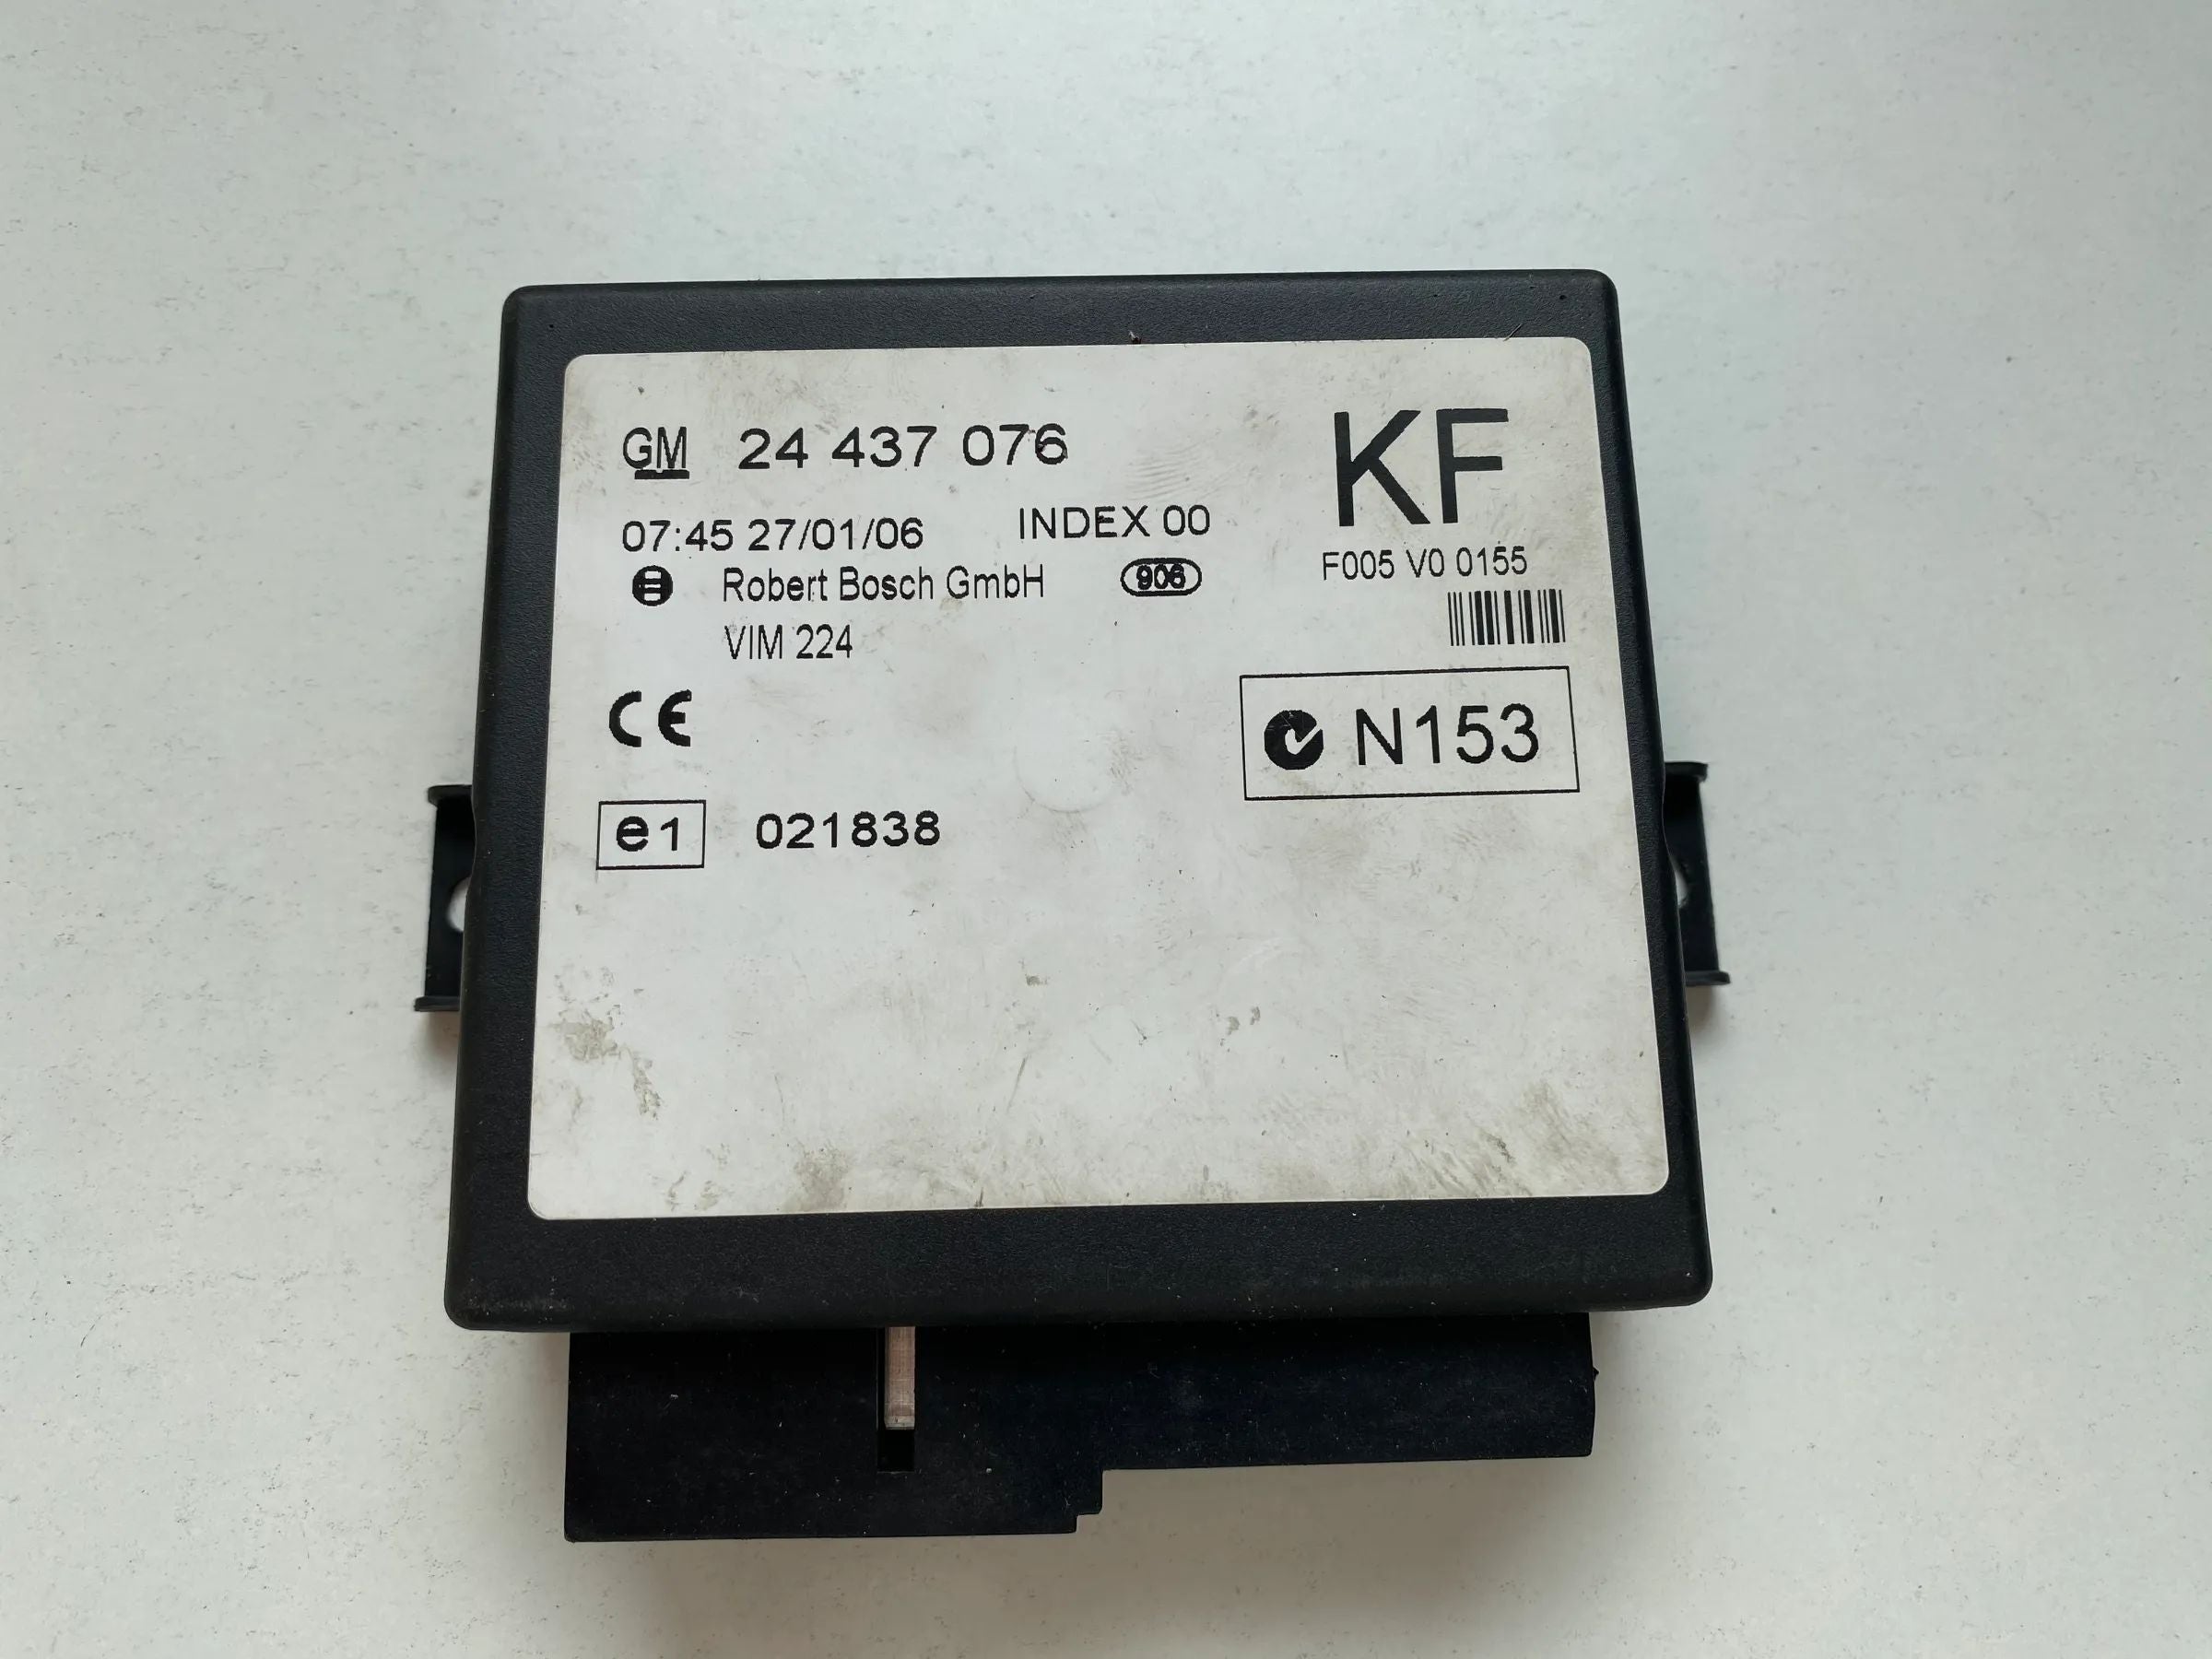 GM 24 437 076
KF
07:45 27/01/06 INDEX 00
Robert Bosch GmbH 906
F005 V0 0155
VIM 224
CE
N153
e1 021838